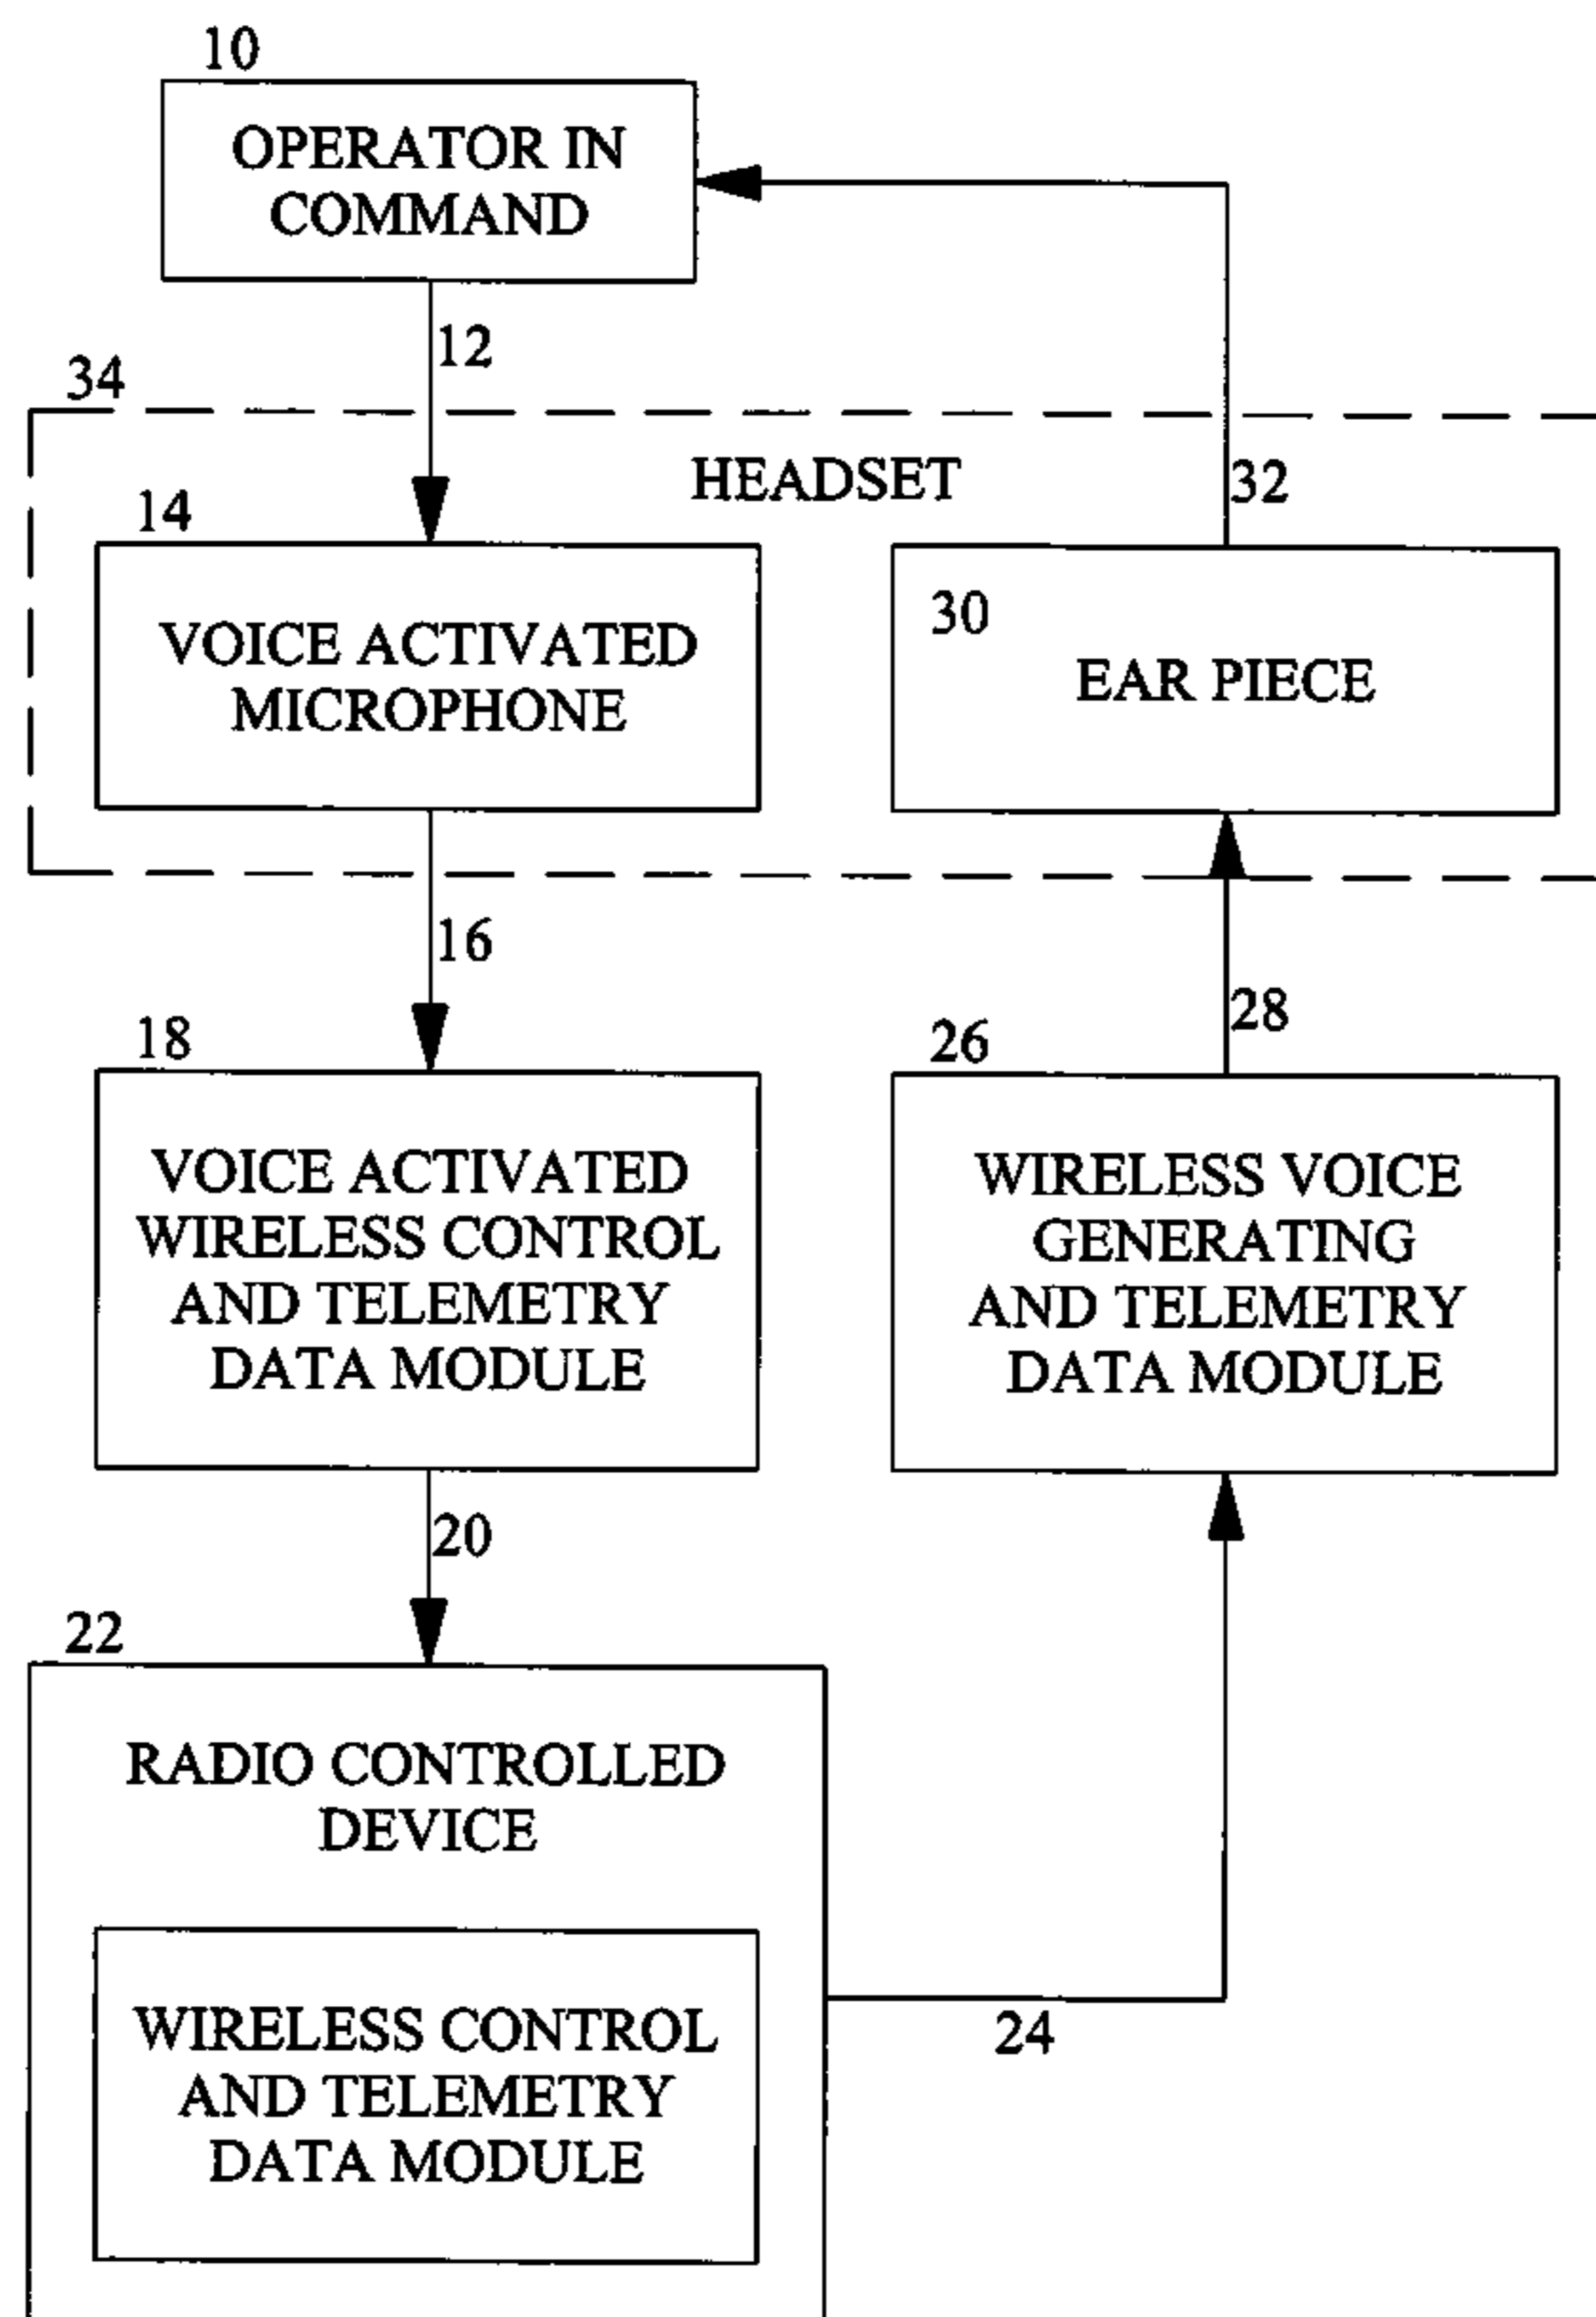 10
OPERATOR IN
COMMAND
12
34
HEADSET
32
14
VOICE ACTIVATED
MICROPHONE
30
EAR PIECE
16
28
18
VOICE ACTIVATED
WIRELESS CONTROL
AND TELEMETRY
DATA MODULE
26
WIRELESS VOICE
GENERATING
AND TELEMETRY
DATA MODULE
20
22
RADIO CONTROLLED
DEVICE
WIRELESS CONTROL
AND TELEMETRY
DATA MODULE
24